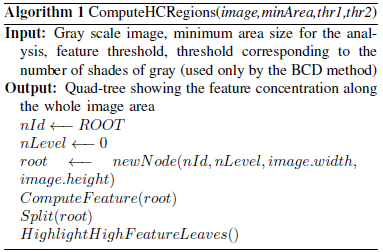 Algorithm 1 ComputeHCRegions(image,minArea,thr1,thr2)
Input: Gray scale image, minimum area size for the anal-
ysis, feature threshold, threshold corresponding to the
number of shades of gray (used only by the BCD method)
Output: Quad-tree showing the feature concentration along
the whole image area
nId ⟵ ROOT
nLevel ⟵ 0
root ⟵ newNode(nId, nLevel, image.width,
image.height)
ComputeFeature(root)
Split(root)
HighlightHighFeatureLeaves()